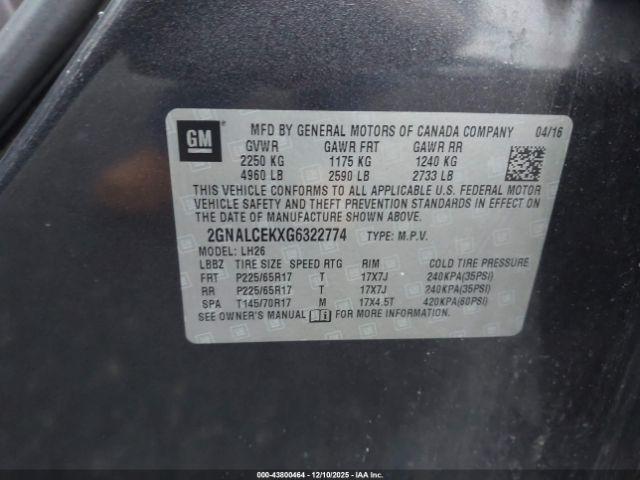 GM
MFD BY GENERAL MOTORS OF CANADA COMPANY 04/16
GVWR GAWR FRT GAWR RR
2250 KG 1175 KG 1240 KG
4960 LB 2590 LB 2733 LB
THIS VEHICLE CONFORMS TO ALL APPLICABLE U.S. FEDERAL MOTOR
VEHICLE SAFETY AND THEFT PREVENTION STANDARDS IN EFFECT ON
THE DATE OF MANUFACTURE SHOWN ABOVE.
2GNALCEKXG6322774 TYPE: M.P.V.
MODEL: LH26
LBBZ TIRE SIZE SPEED RTG RIM COLD TIRE PRESSURE
FRT P225/65R17 T 17X7J 240KPA(35PSI)
RR P225/65R17 T 17X7J 240KPA(35PSI)
SPA T145/70R17 M 17X4.5T 420KPA(60PSI)
SEE OWNER'S MANUAL FOR MORE INFORMATION.
000-43800464 - 12/10/2025 - IAA, Inc.